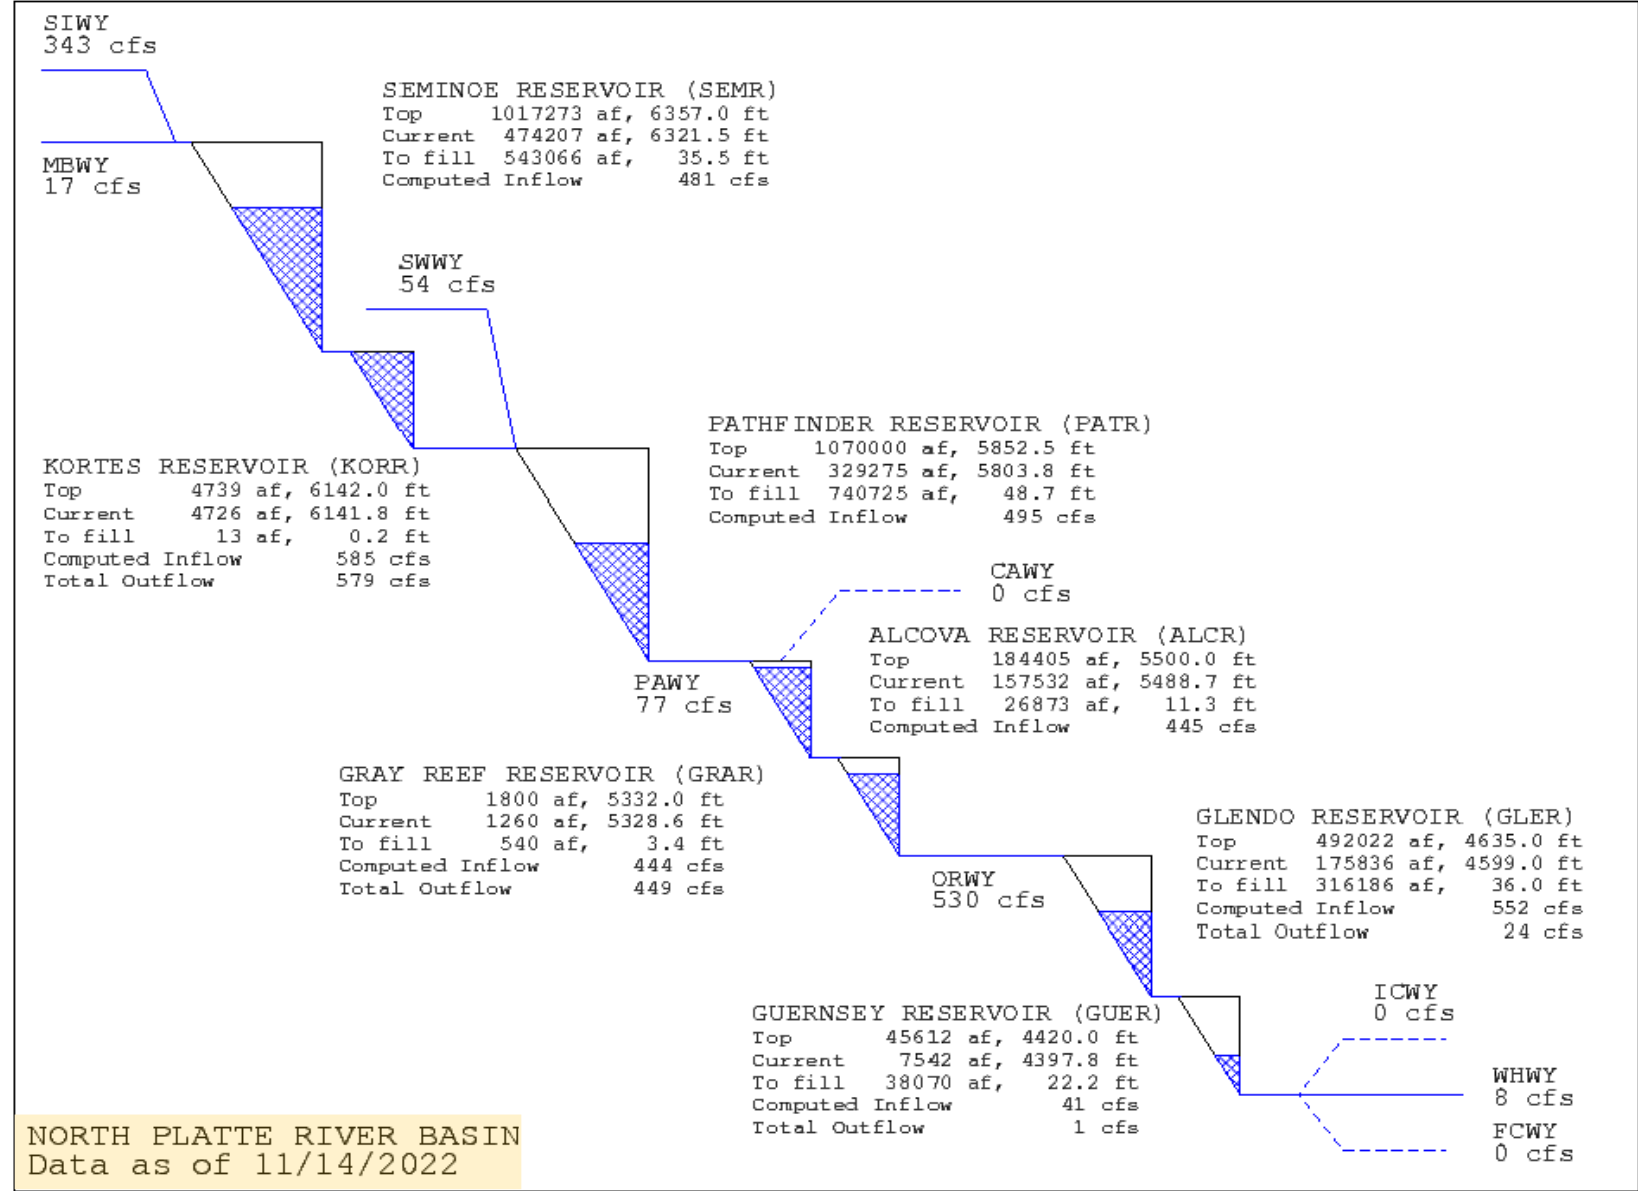 SIWY
343 cfs
SEMINOE RESERVOIR (SEMR)
Top 1017273 af, 6357.0 ft
Current 474207 af, 6321.5 ft
To fill 543066 af, 35.5 ft
Computed Inflow 481 cfs
MBWY
17 cfs
SWWY
54 cfs
PATHFINDER RESERVOIR (PATR)
Top 1070000 af, 5852.5 ft
Current 329275 af, 5803.8 ft
To fill 740725 af, 48.7 ft
Computed Inflow 495 cfs
KORTES RESERVOIR (KORR)
Top 4739 af, 6142.0 ft
Current 4726 af, 6141.8 ft
To fill 13 af, 0.2 ft
Computed Inflow 585 cfs
Total Outflow 579 cfs
CAWY
0 cfs
ALCOVA RESERVOIR (ALCR)
Top 184405 af, 5500.0 ft
Current 157532 af, 5488.7 ft
To fill 26873 af, 11.3 ft
Computed Inflow 445 cfs
PAWY
77 cfs
GRAY REEF RESERVOIR (GRAR)
Top 1800 af, 5332.0 ft
Current 1260 af, 5328.6 ft
To fill 540 af, 3.4 ft
Computed Inflow 444 cfs
Total Outflow 449 cfs
GLENDO RESERVOIR (GLER)
Top 492022 af, 4635.0 ft
Current 175836 af, 4599.0 ft
To fill 316186 af, 36.0 ft
Computed Inflow 552 cfs
Total Outflow 24 cfs
ORWY
530 cfs
GUERNSEY RESERVOIR (GUER)
Top 45612 af, 4420.0 ft
Current 7542 af, 4397.8 ft
To fill 38070 af, 22.2 ft
Computed Inflow 41 cfs
Total Outflow 1 cfs
ICWY
0 cfs
WHWY
8 cfs
FCWY
0 cfs
NORTH PLATTE RIVER BASIN
Data as of 11/14/2022